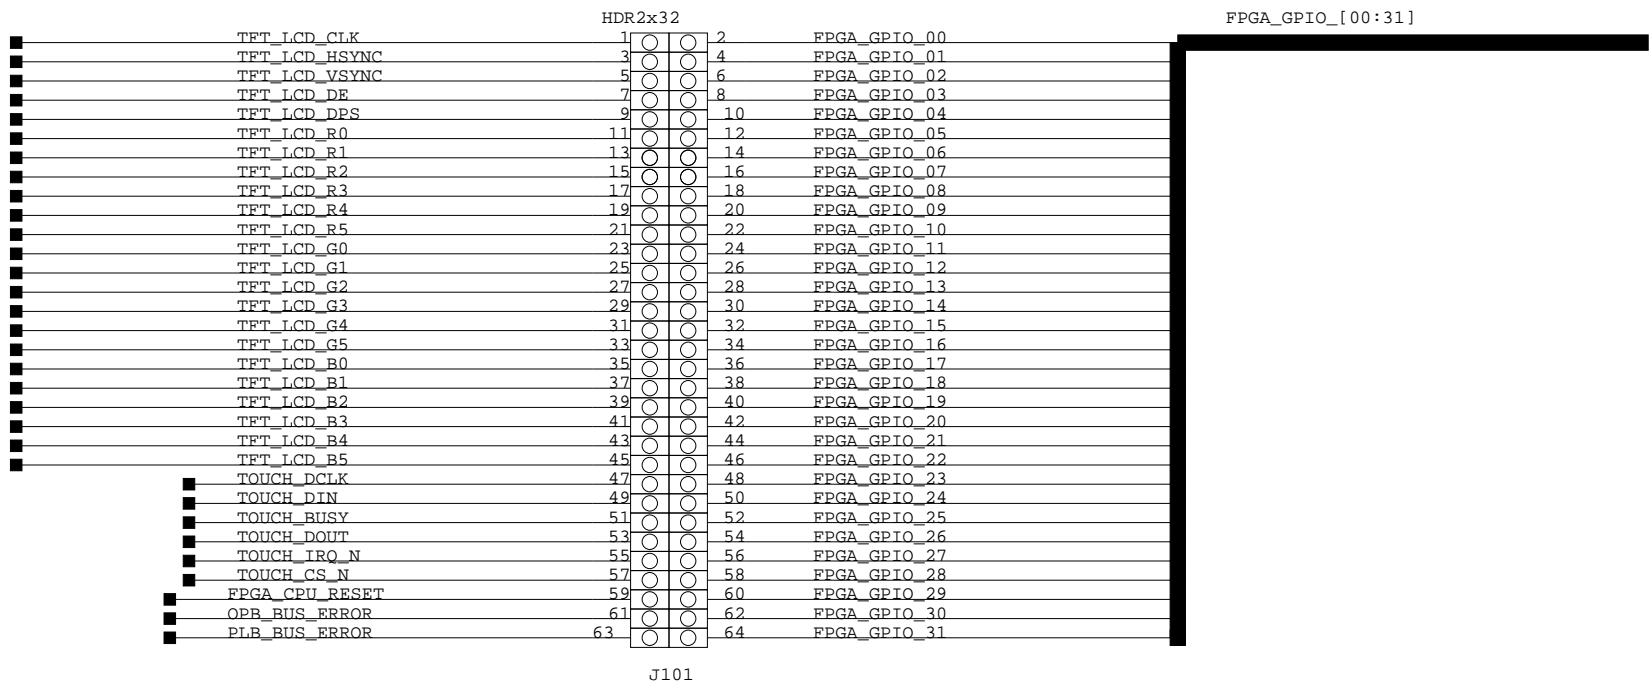 HDR2x32 FPGA_GPIO_[00:31]
TFT_LCD_CLK 1 2 FPGA_GPIO_00
TFT_LCD_HSYNC 3 4 FPGA_GPIO_01
TFT_LCD_VSYNC 5 6 FPGA_GPIO_02
TFT_LCD_DE 7 8 FPGA_GPIO_03
TFT_LCD_DPS 9 10 FPGA_GPIO_04
TFT_LCD_R0 11 12 FPGA_GPIO_05
TFT_LCD_R1 13 14 FPGA_GPIO_06
TFT_LCD_R2 15 16 FPGA_GPIO_07
TFT_LCD_R3 17 18 FPGA_GPIO_08
TFT_LCD_R4 19 20 FPGA_GPIO_09
TFT_LCD_R5 21 22 FPGA_GPIO_10
TFT_LCD_G0 23 24 FPGA_GPIO_11
TFT_LCD_G1 25 26 FPGA_GPIO_12
TFT_LCD_G2 27 28 FPGA_GPIO_13
TFT_LCD_G3 29 30 FPGA_GPIO_14
TFT_LCD_G4 31 32 FPGA_GPIO_15
TFT_LCD_G5 33 34 FPGA_GPIO_16
TFT_LCD_B0 35 36 FPGA_GPIO_17
TFT_LCD_B1 37 38 FPGA_GPIO_18
TFT_LCD_B2 39 40 FPGA_GPIO_19
TFT_LCD_B3 41 42 FPGA_GPIO_20
TFT_LCD_B4 43 44 FPGA_GPIO_21
TFT_LCD_B5 45 46 FPGA_GPIO_22
TOUCH_DCLK 47 48 FPGA_GPIO_23
TOUCH_DIN 49 50 FPGA_GPIO_24
TOUCH_BUSY 51 52 FPGA_GPIO_25
TOUCH_DOUT 53 54 FPGA_GPIO_26
TOUCH_IRQ_N 55 56 FPGA_GPIO_27
TOUCH_CS_N 57 58 FPGA_GPIO_28
FPGA_CPU_RESET 59 60 FPGA_GPIO_29
OPB_BUS_ERROR 61 62 FPGA_GPIO_30
PLB_BUS_ERROR 63 64 FPGA_GPIO_31
J101